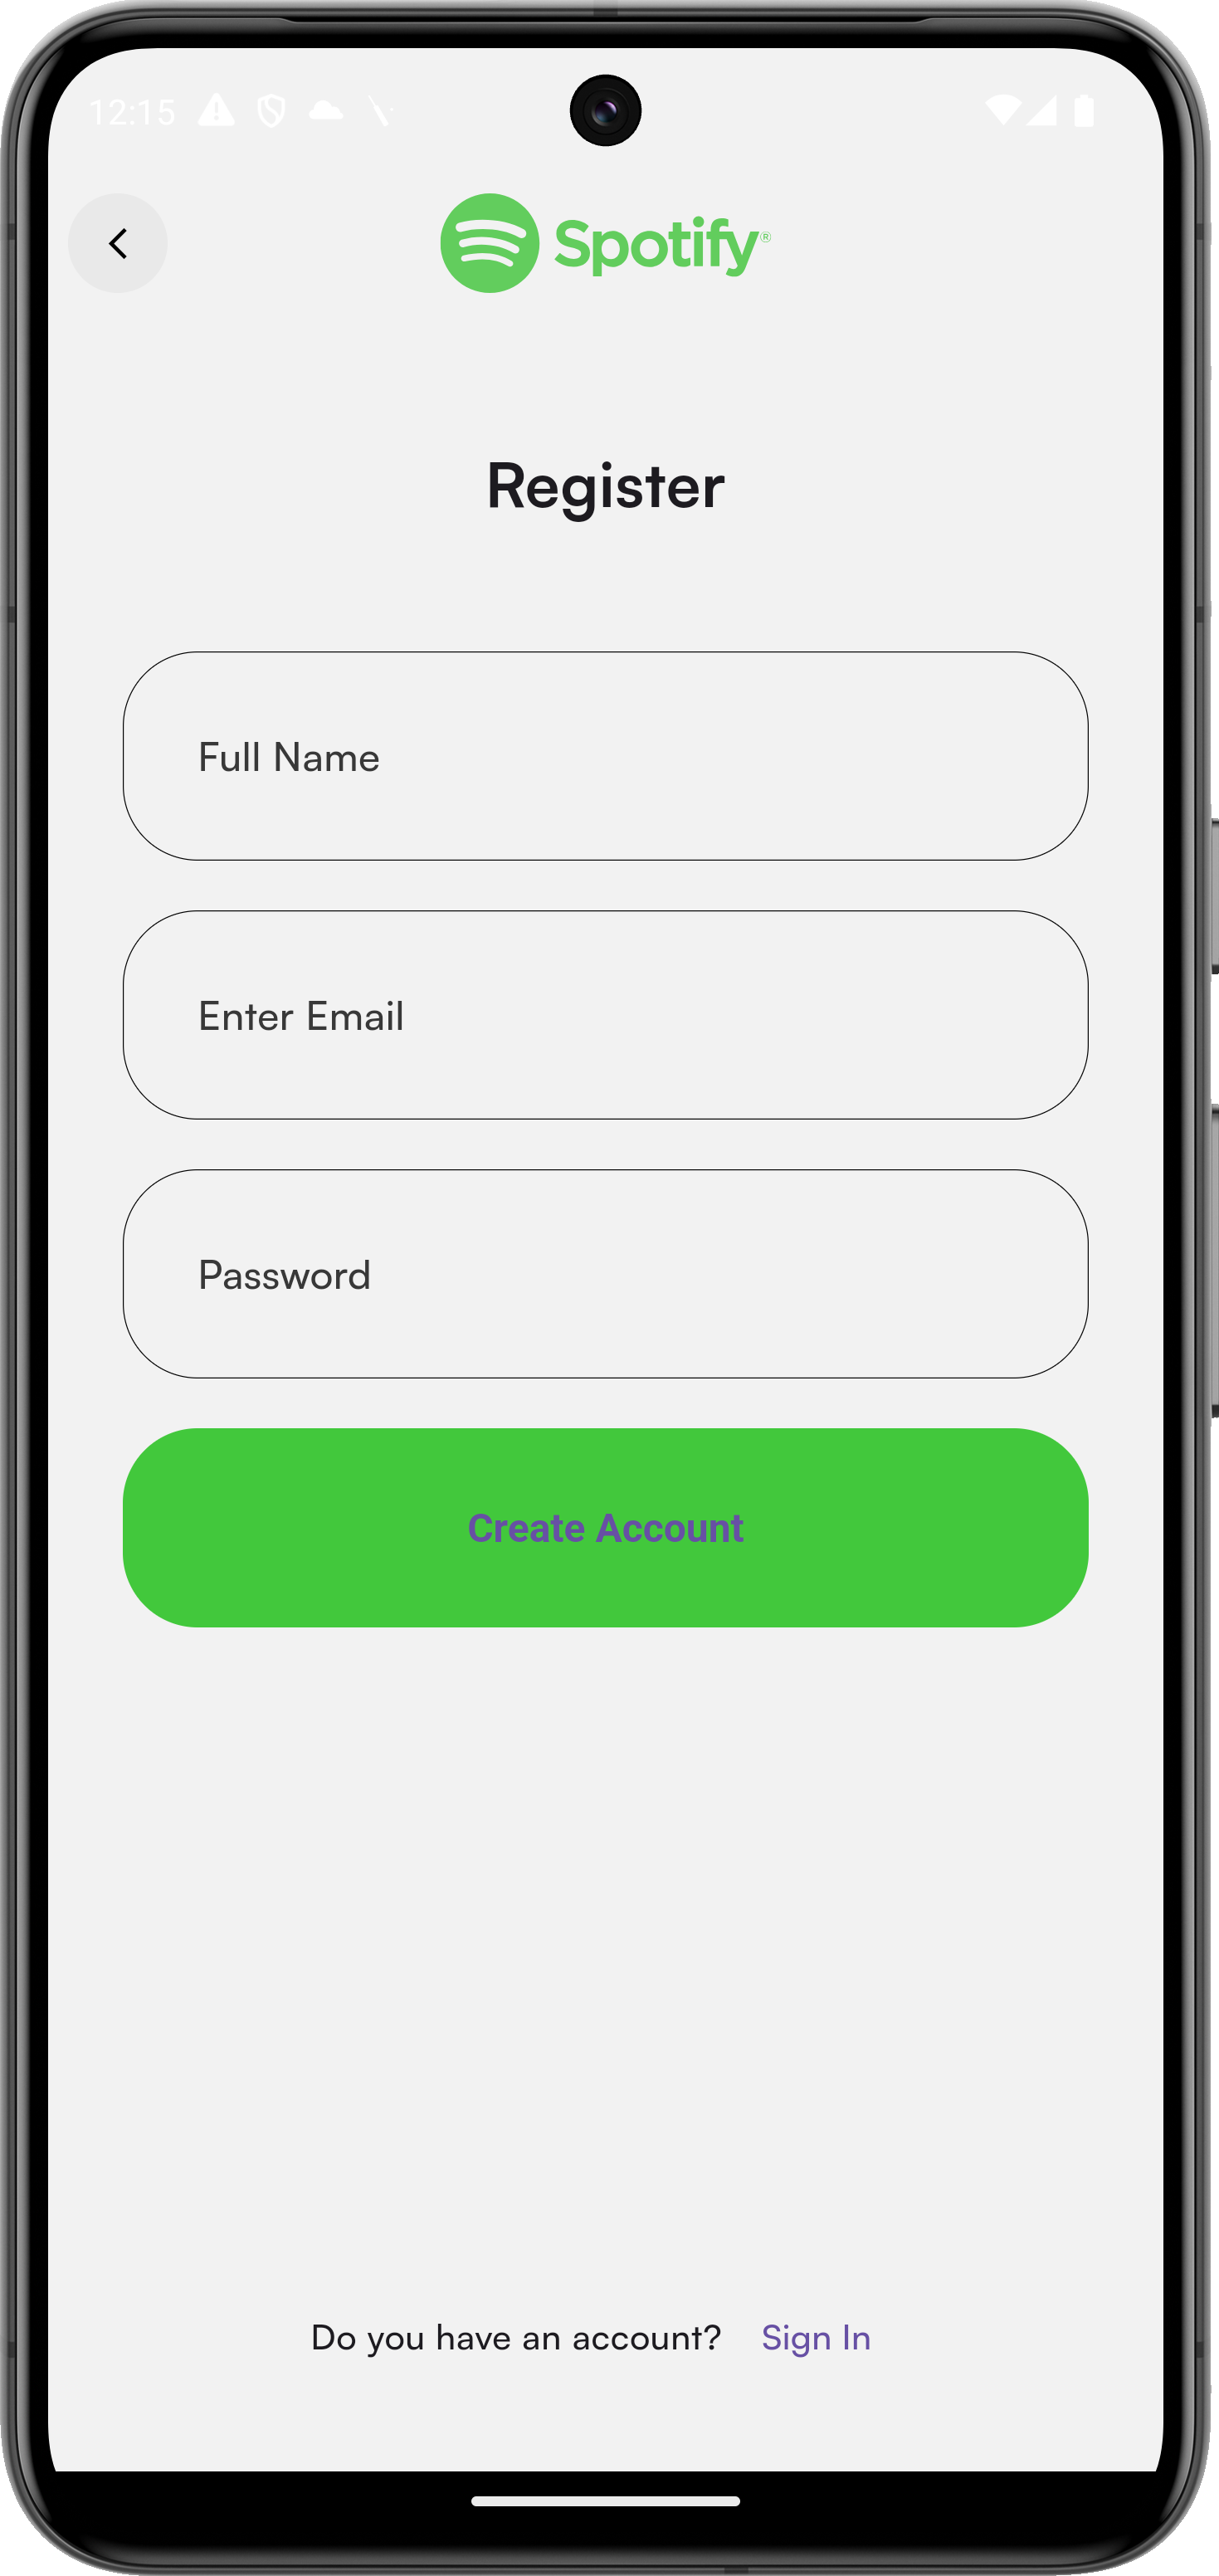 12:15
Spotify®
Register
Full Name
Enter Email
Password
Create Account
Do you have an account? Sign In